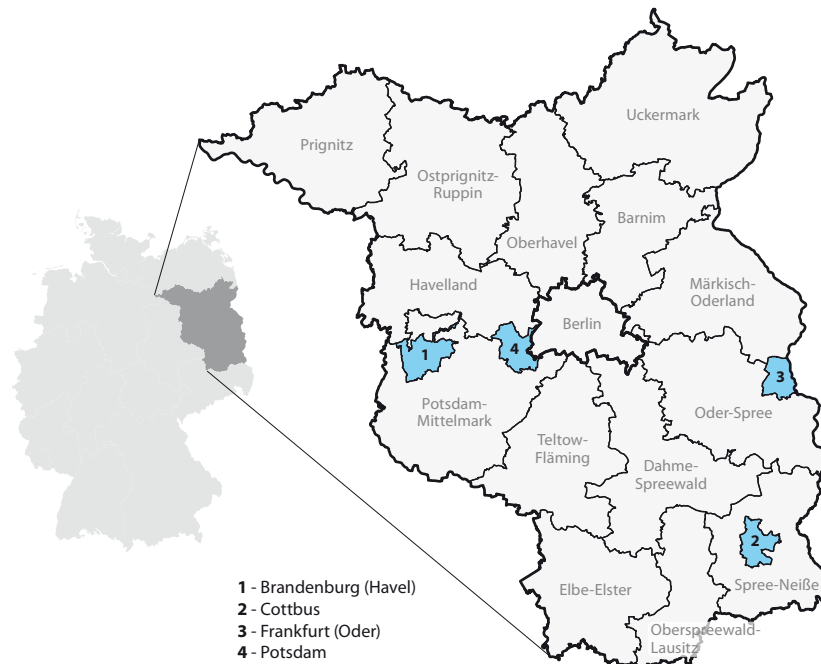 Uckermark
Prignitz
Ostprignitz-
Ruppin
Barnim
Oberhavel
Havelland
Märkisch-
Oderland
Berlin
1
4
3
Potsdam-
Mittelmark
Oder-Spree
Teltow-
Fläming
Dahme-
Spreewald
2
Elbe-Elster
Spree-Neiße
Oberspreewald-
Lausitz
1 - Brandenburg (Havel)
2 - Cottbus
3 - Frankfurt (Oder)
4 - Potsdam